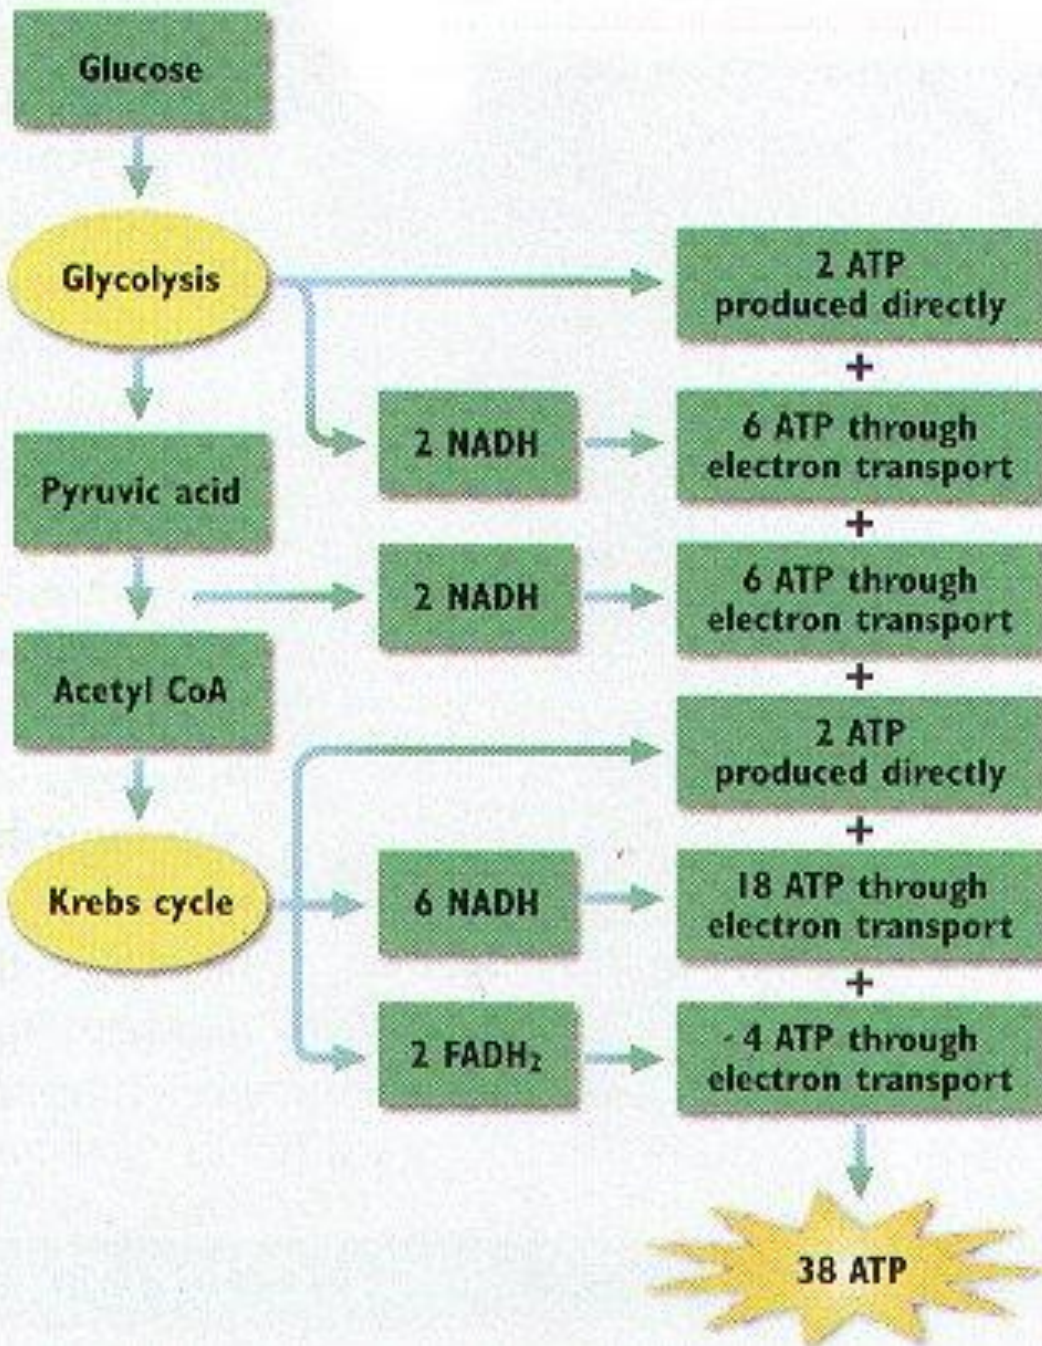 Glucose
Glycolysis
2 ATP
produced directly
+
2 NADH
6 ATP through
electron transport
Pyruvic acid
+
2 NADH
6 ATP through
electron transport
+
Acetyl CoA
2 ATP
produced directly
+
Krebs cycle
6 NADH
18 ATP through
electron transport
+
2 FADH₂
4 ATP through
electron transport
38 ATP